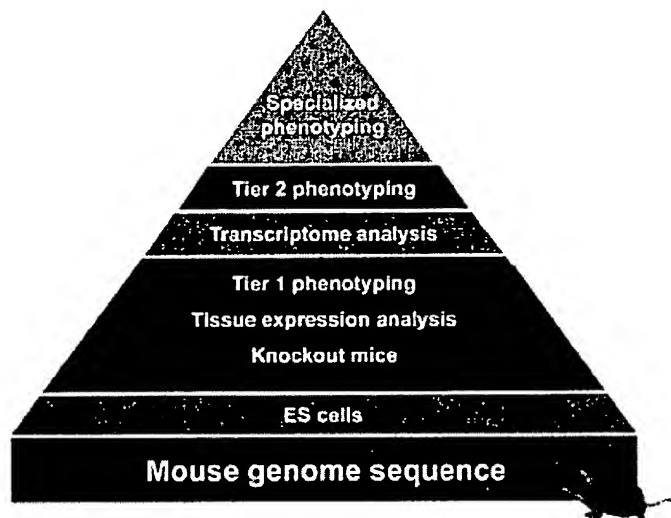 Specialized
phenotyping
Tier 2 phenotyping
Transcriptome analysis
Tier 1 phenotyping
Tissue expression analysis
Knockout mice
ES cells
Mouse genome sequence